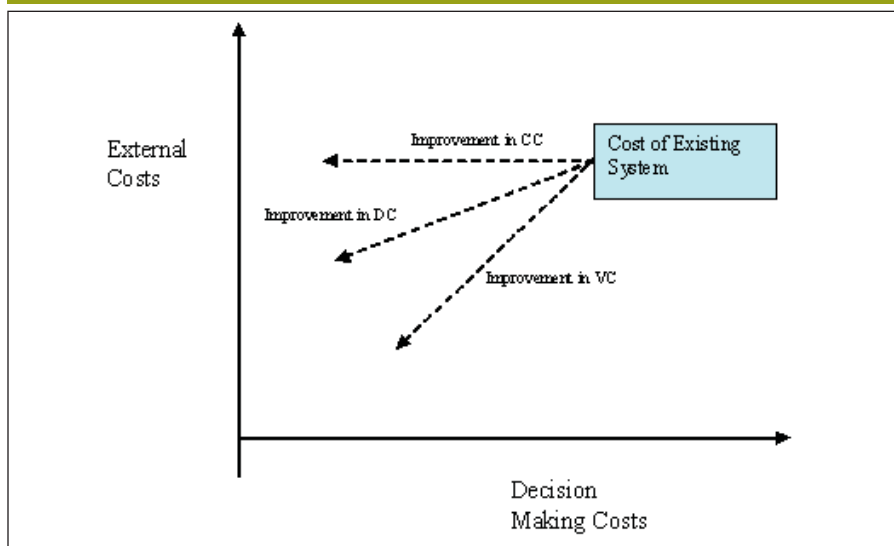 Improvement in CC
Cost of Existing
System
External
Costs
Improvement in DC
Improvement in VC
Decision
Making Costs